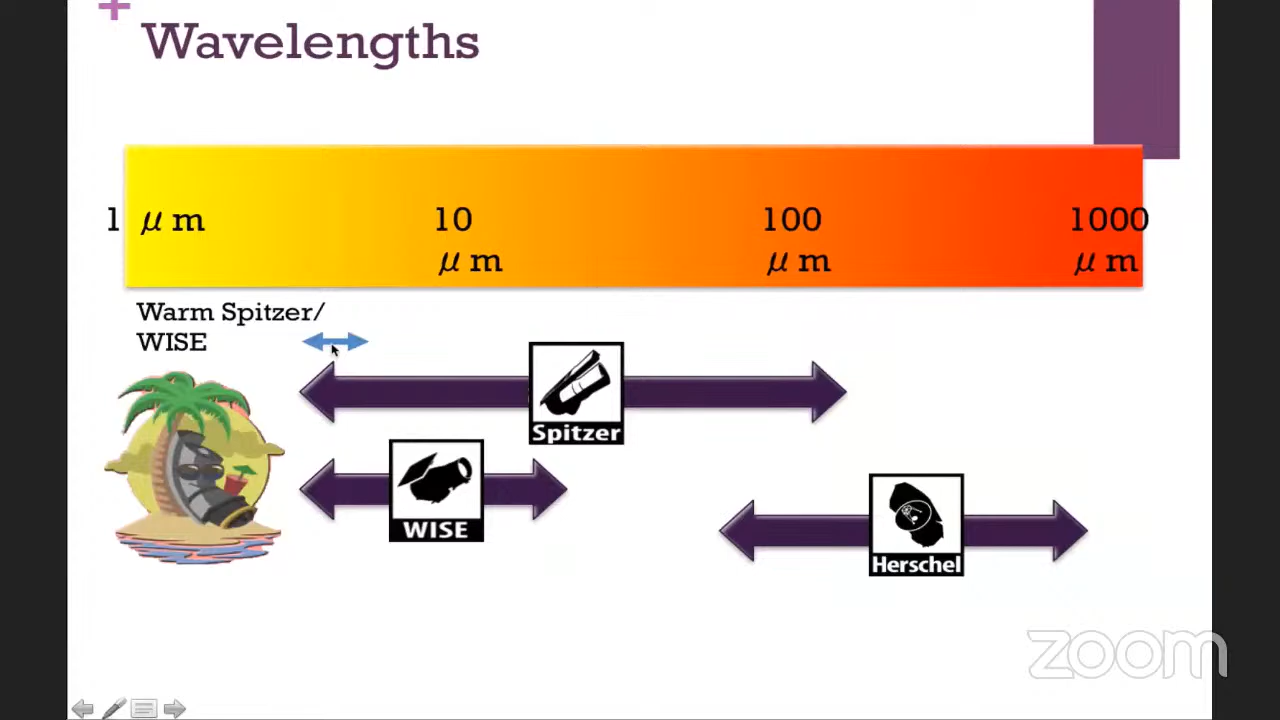 Wavelengths
1 μm
10
μm
100
μm
1000
μm
Warm Spitzer/
WISE
Spitzer
WISE
Herschel
zoom